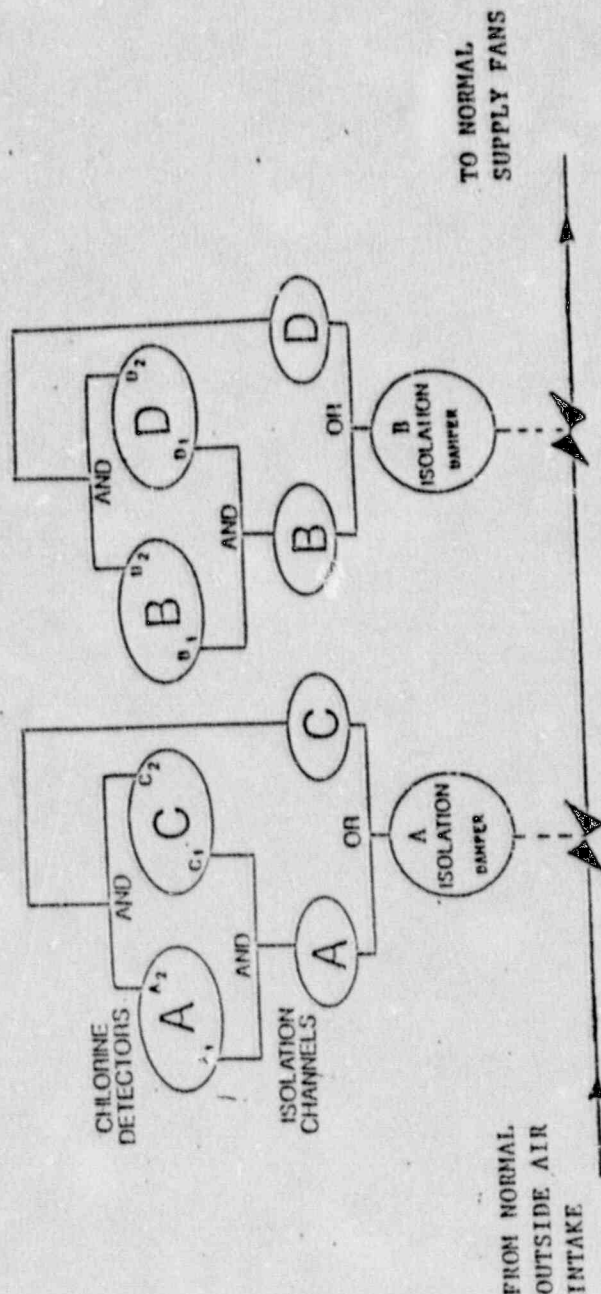 CHLORINE
DETECTORS
A
A2
AND
C
C1
C2
B
B1
B2
AND
D
D1
D2
ISOLATION
CHANNELS
A
AND
C
OR
B
AND
D
OR
A
ISOLATION
DAMPER
B
ISOLATION
DAMPER
FROM NORMAL
OUTSIDE AIR
INTAKE
TO NORMAL
SUPPLY FANS